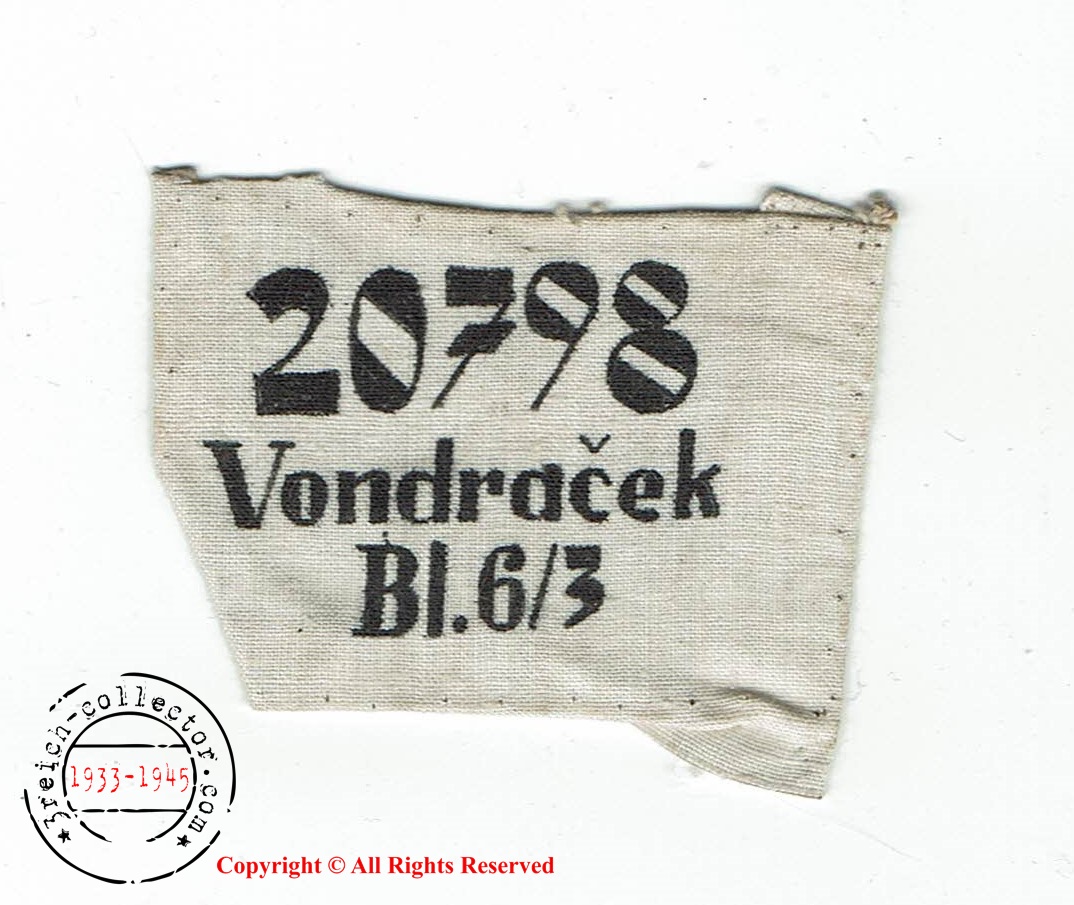 20798
Vondraček
Bl. 6/3
3reich-collector.com
1933-1945
Copyright © All Rights Reserved